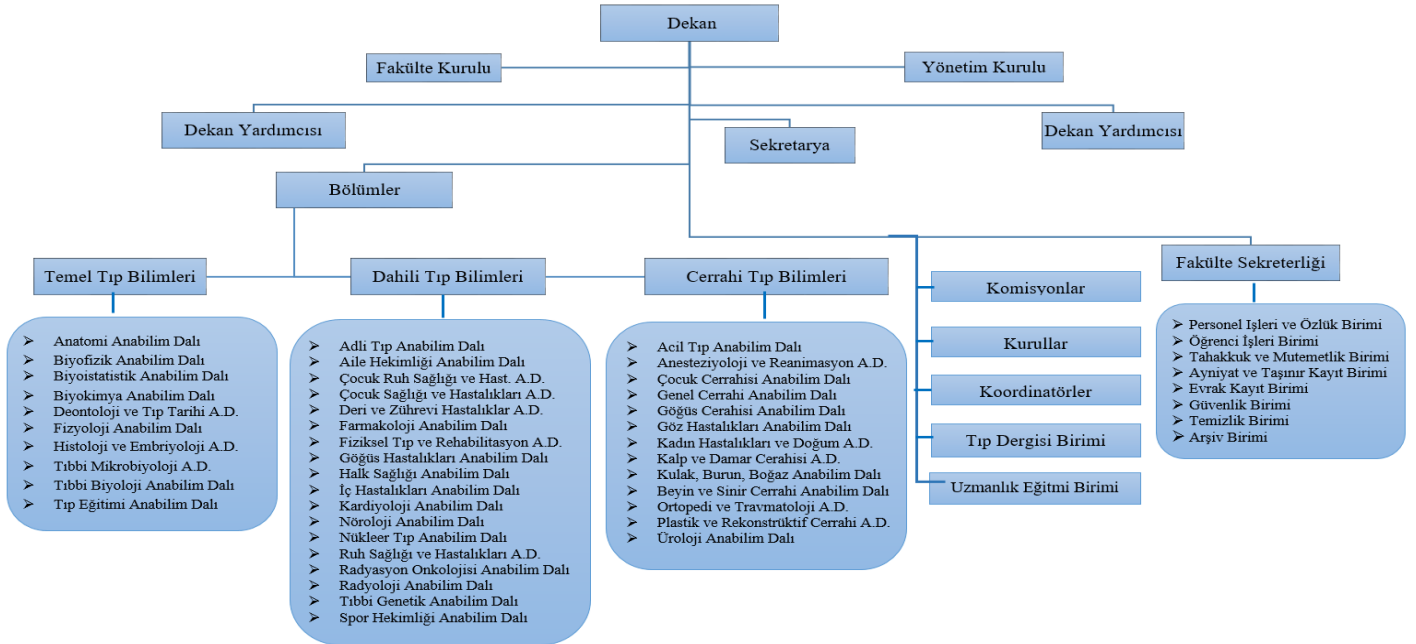 Dekan
Fakülte Kurulu
Yönetim Kurulu
Dekan Yardımcısı
Sekretarya
Dekan Yardımcısı
Bölümler
Temel Tıp Bilimleri
Dahili Tıp Bilimleri
Cerrahi Tıp Bilimleri
Fakülte Sekreterliği
➢ Anatomi Anabilim Dalı
➢ Biyofizik Anabilim Dalı
➢ Biyoistatistik Anabilim Dalı
➢ Biyokimya Anabilim Dalı
➢ Deontoloji ve Tıp Tarihi A.D.
➢ Fizyoloji Anabilim Dalı
➢ Histoloji ve Embriyoloji A.D.
➢ Tıbbi Mikrobiyoloji A.D.
➢ Tıbbi Biyoloji Anabilim Dalı
➢ Tıp Eğitimi Anabilim Dalı
➢ Adli Tıp Anabilim Dalı
➢ Aile Hekimliği Anabilim Dalı
➢ Çocuk Ruh Sağlığı ve Hast. A.D.
➢ Çocuk Sağlığı ve Hastalıkları A.D.
➢ Deri ve Zührevi Hastalıklar A.D.
➢ Farmakoloji Anabilim Dalı
➢ Fiziksel Tıp ve Rehabilitasyon A.D.
➢ Göğüs Hastalıkları Anabilim Dalı
➢ Halk Sağlığı Anabilim Dalı
➢ İç Hastalıkları Anabilim Dalı
➢ Kardiyoloji Anabilim Dalı
➢ Nöroloji Anabilim Dalı
➢ Nükleer Tıp Anabilim Dalı
➢ Ruh Sağlığı ve Hastalıkları A.D.
➢ Radyasyon Onkolojisi Anabilim Dalı
➢ Radyoloji Anabilim Dalı
➢ Tıbbi Genetik Anabilim Dalı
➢ Spor Hekimliği Anabilim Dalı
➢ Acil Tıp Anabilim Dalı
➢ Anesteziyoloji ve Reanimasyon A.D.
➢ Çocuk Cerrahisi Anabilim Dalı
➢ Genel Cerrahi Anabilim Dalı
➢ Göğüs Cerahisi Anabilim Dalı
➢ Göz Hastalıkları Anabilim Dalı
➢ Kadın Hastalıkları ve Doğum A.D.
➢ Kalp ve Damar Cerahisi A.D.
➢ Kulak, Burun, Boğaz Anabilim Dalı
➢ Beyin ve Sinir Cerrahi Anabilim Dalı
➢ Ortopedi ve Travmatoloji A.D.
➢ Plastik ve Rekonstrüktif Cerrahi A.D.
➢ Üroloji Anabilim Dalı
Komisyonlar
Kurullar
Koordinatörler
Tıp Dergisi Birimi
Uzmanlık Eğitmi Birimi
➢ Personel Işleri ve Özlük Birimi
➢ Öğrenci İşleri Birimi
➢ Tahakkuk ve Mutemetlik Birimi
➢ Ayniyat ve Taşınır Kayıt Birimi
➢ Evrak Kayıt Birimi
➢ Güvenlik Birimi
➢ Temizlik Birimi
➢ Arşiv Birimi